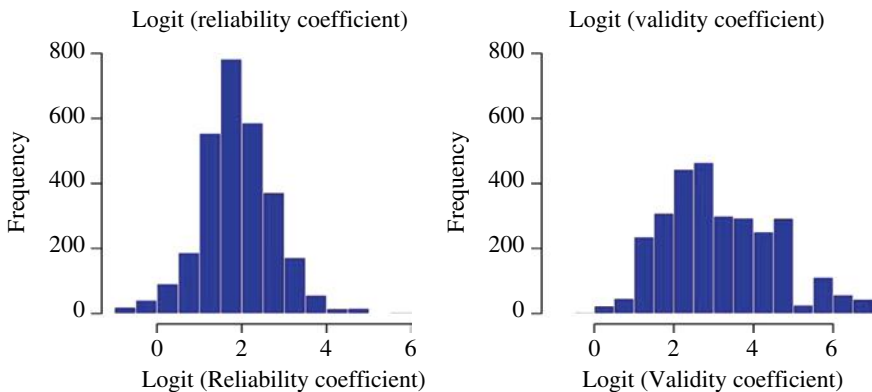 Logit (reliability coefficient)
800
600
400
200
0
Frequency
0 2 4 6
Logit (Reliability coefficient)
Logit (validity coefficient)
800
600
400
200
0
Frequency
0 2 4 6
Logit (Validity coefficient)